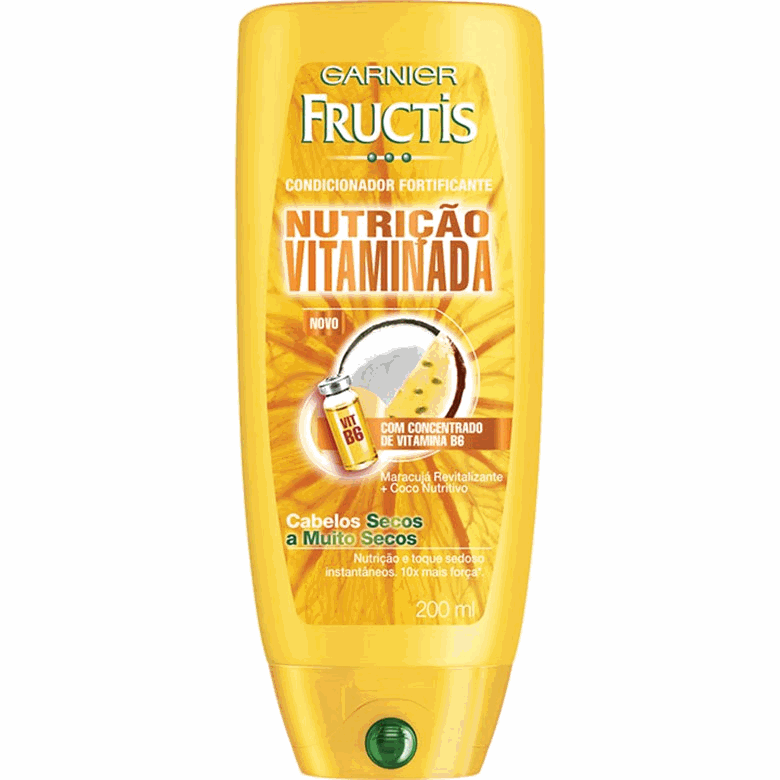 GARNIER
FRUCTIS
CONDICIONADOR FORTIFICANTE
NUTRIÇÃO
VITAMINADA
NOVO
VIT
B6
COM CONCENTRADO
DE VITAMINA B6
Maracujá Revitalizante
+ Coco Nutritivo
Cabelos Secos
a Muito Secos
Nutrição e toque sedoso
instantâneos. 10x mais força*.
200 ml